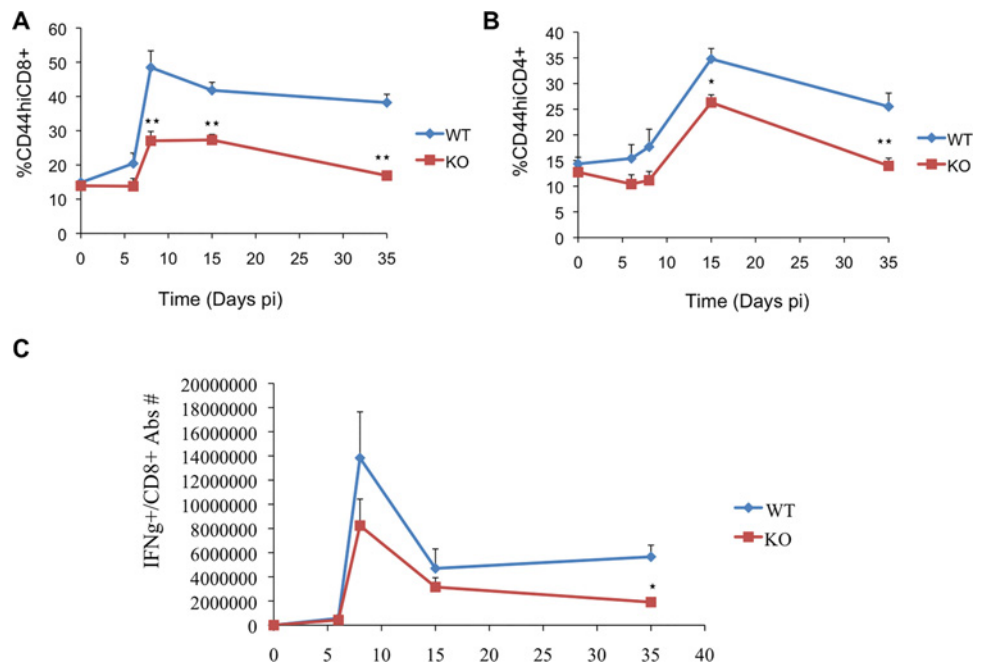 A
%CD44hiCD8+
60
50
40
30
20
10
0
** ** **
WT
KO
0 5 10 15 20 25 30 35
Time (Days pi)
B
%CD44hiCD4+
40
35
30
25
20
15
10
5
0
* **
WT
KO
0 5 10 15 20 25 30 35
Time (Days pi)
C
IFNg+/CD8+ Abs #
20000000
18000000
16000000
14000000
12000000
10000000
8000000
6000000
4000000
2000000
0
*
WT
KO
0 5 10 15 20 25 30 35 40